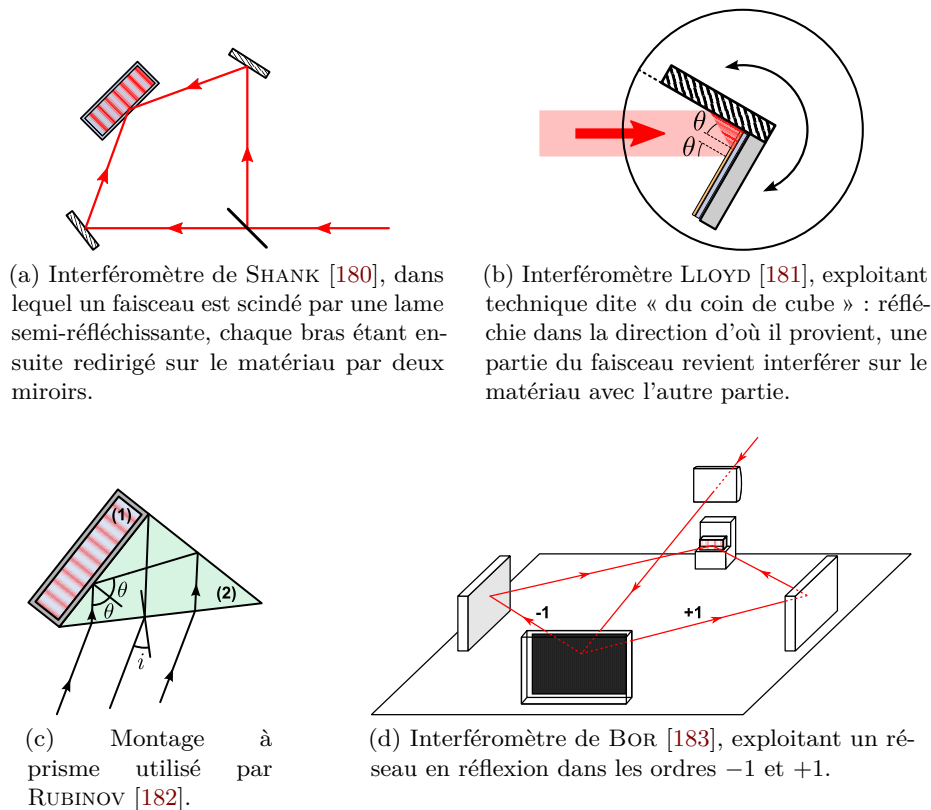 θ
θ
(a) Interféromètre de SHANK [180], dans
lequel un faisceau est scindé par une lame
semi-réfléchissante, chaque bras étant en-
suite redirigé sur le matériau par deux
miroirs.
(b) Interféromètre LLOYD [181], exploitant
technique dite « du coin de cube » : réflé-
chie dans la direction d'où il provient, une
partie du faisceau revient interférer sur le
matériau avec l'autre partie.
(1)
θ
θ
(2)
i
-1
+1
(c) Montage à
prisme utilisé par
RUBINOV [182].
(d) Interféromètre de BOR [183], exploitant un ré-
seau en réflexion dans les ordres −1 et +1.